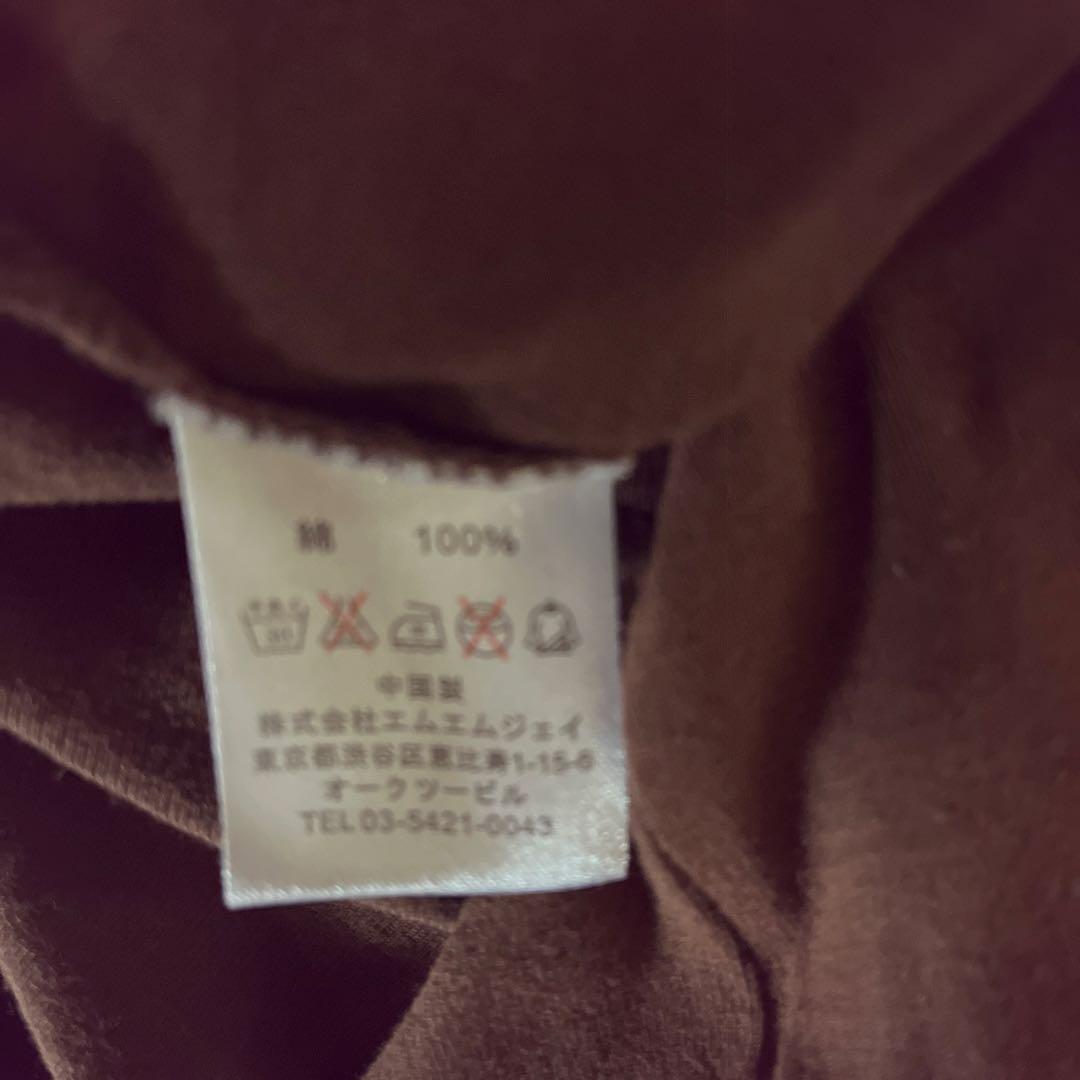 綿 100%
中国製
株式会社エムエムジェイ
東京都渋谷区恵比寿1-15-9
オークツービル
TEL 03-5421-0043